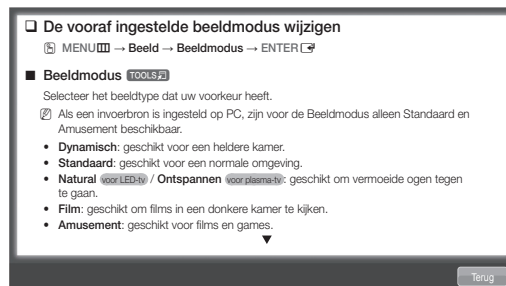 ❑ De vooraf ingestelde beeldmodus wijzigen
MENU → Beeld → Beeldmodus → ENTER
■ Beeldmodus TOOLS
Selecteer het beeldtype dat uw voorkeur heeft.
Als een invoerbron is ingesteld op PC, zijn voor de Beeldmodus alleen Standaard en
Amusement beschikbaar.
• Dynamisch: geschikt voor een heldere kamer.
• Standaard: geschikt voor een normale omgeving.
• Natural voor LED-tv / Ontspannen voor plasma-tv: geschikt om vermoeide ogen tegen
te gaan.
• Film: geschikt om films in een donkere kamer te kijken.
• Amusement: geschikt voor films en games.
▼
Terug